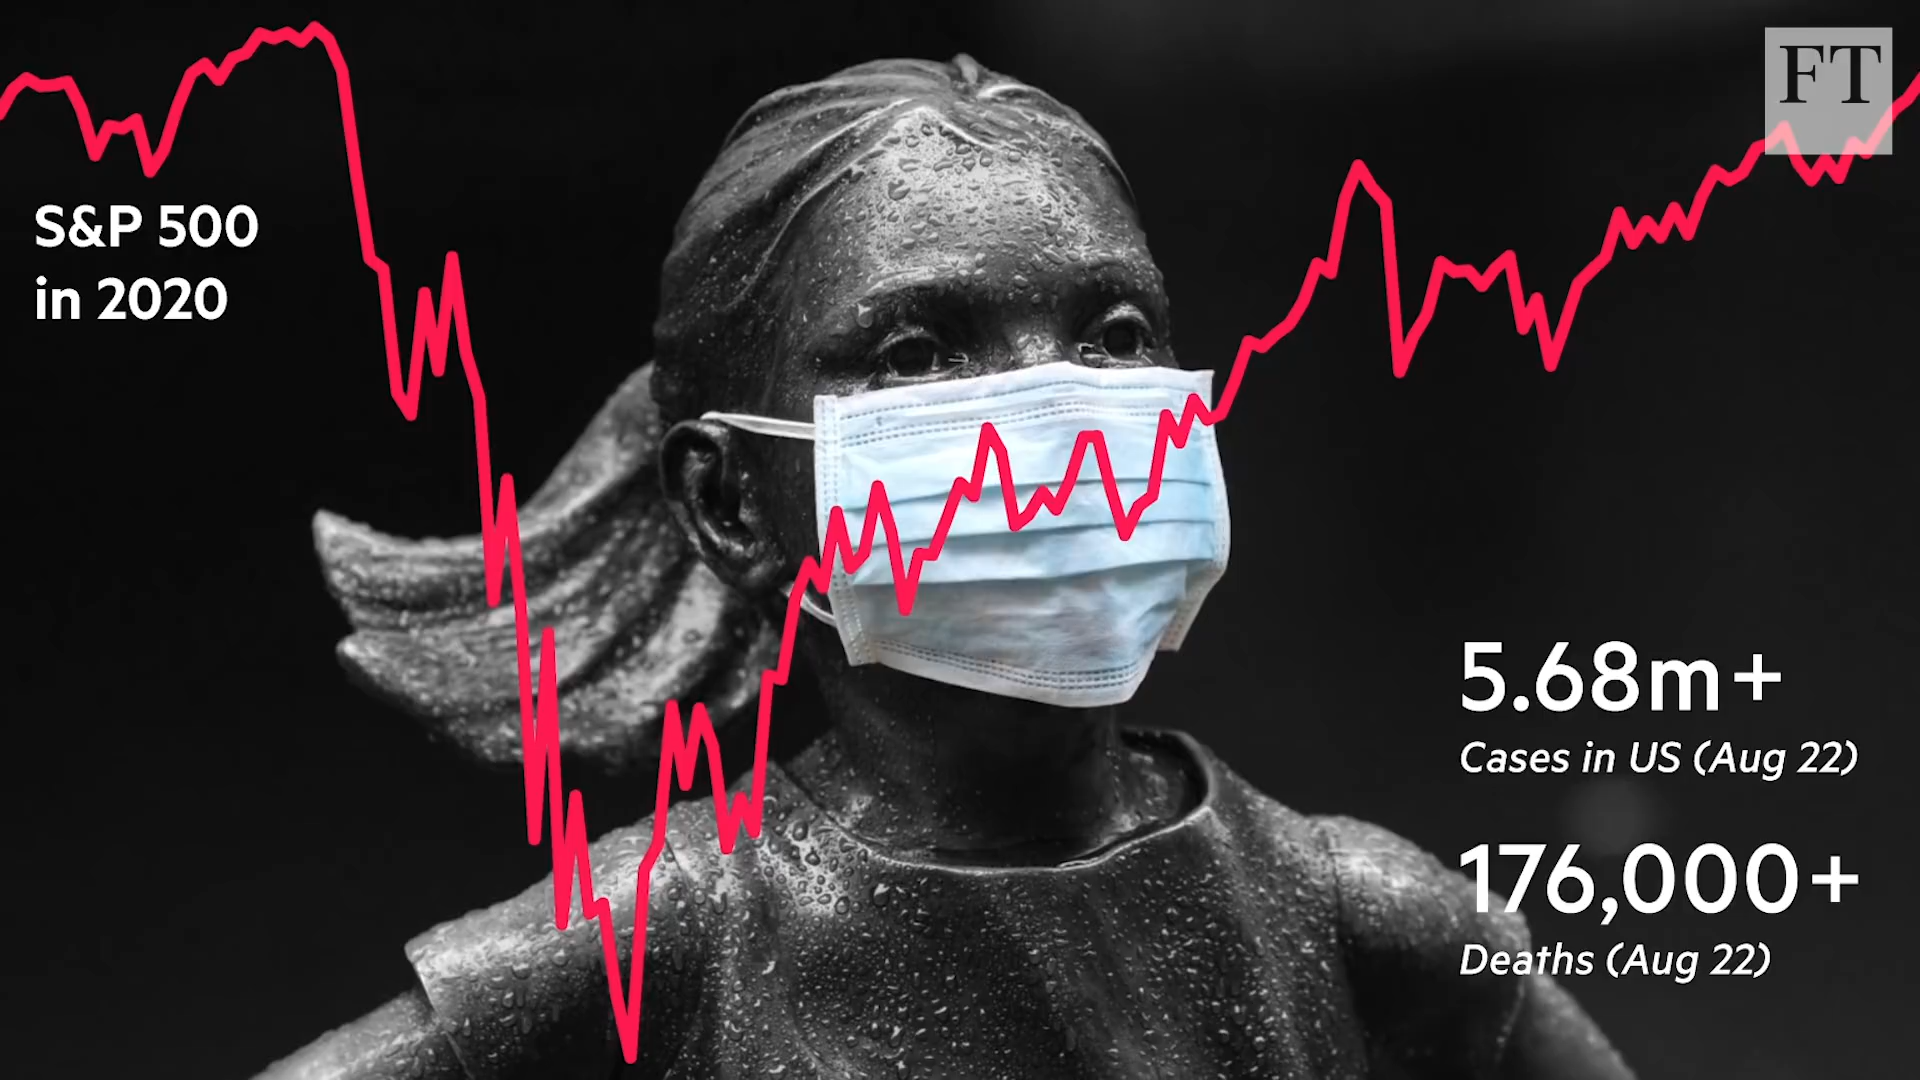 FT
S&P 500
in 2020
5.68m+
Cases in US (Aug 22)
176,000+
Deaths (Aug 22)